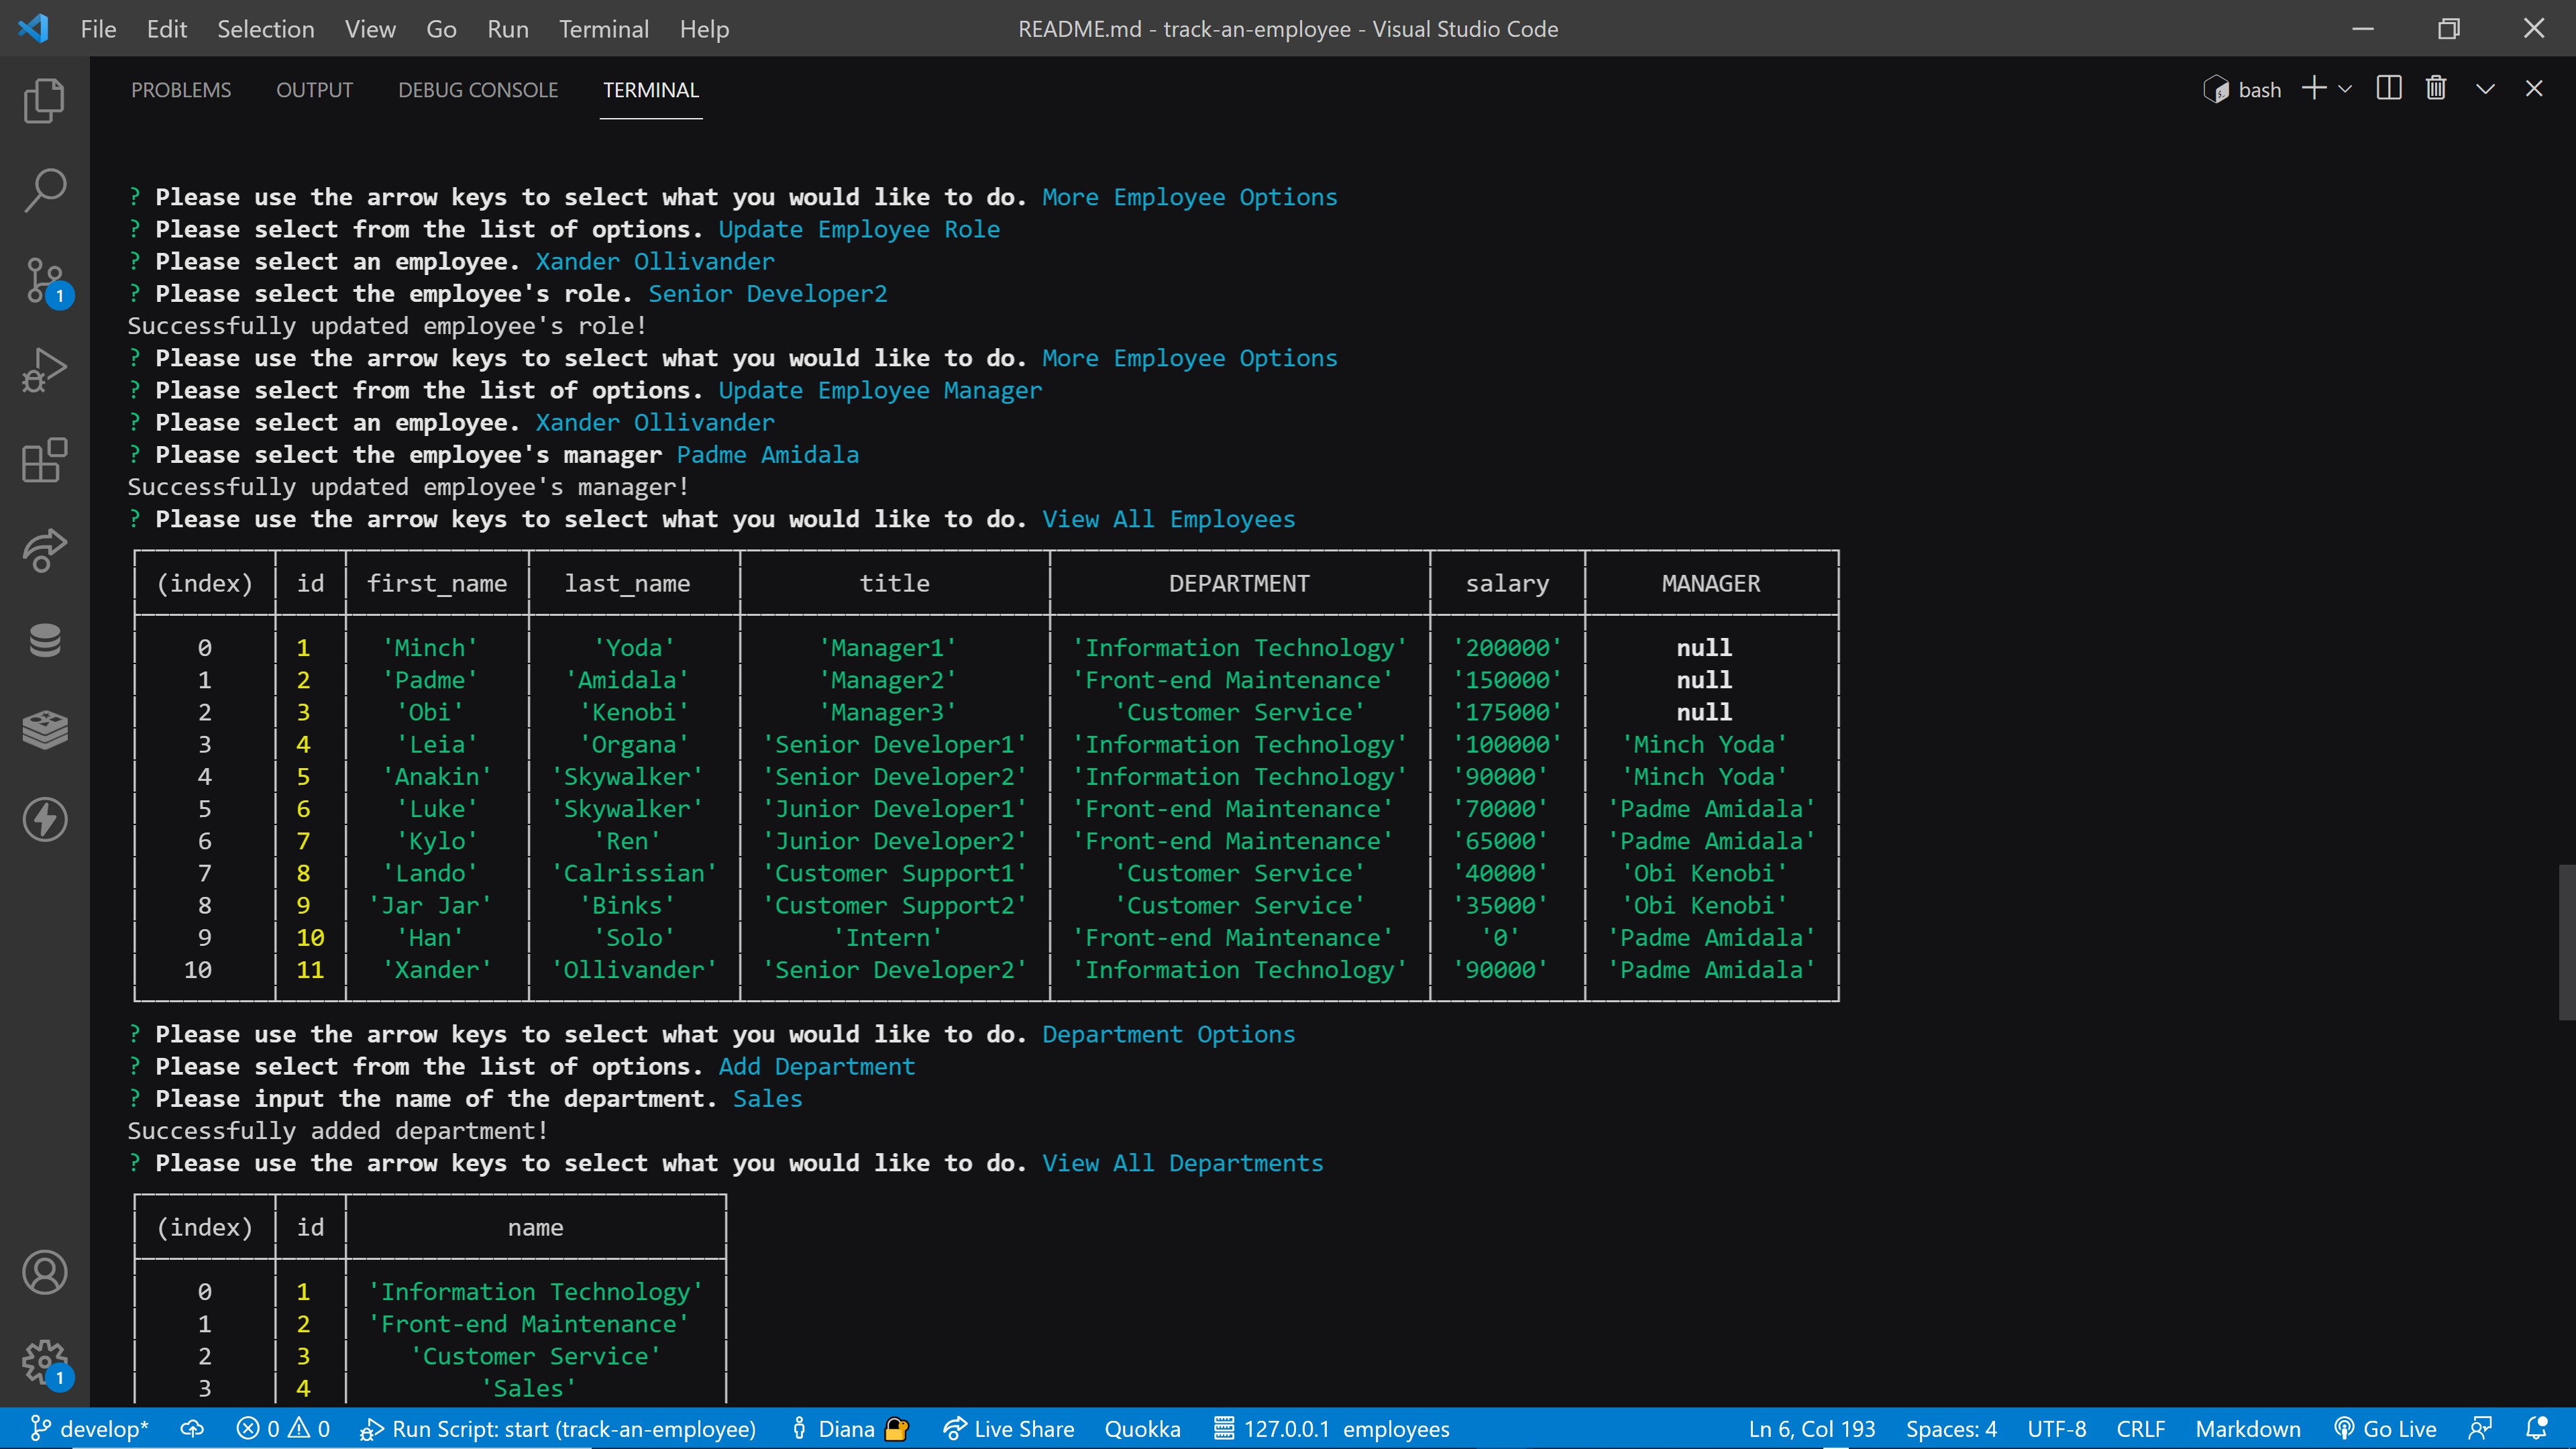 File Edit Selection View Go Run Terminal Help README.md - track-an-employee - Visual Studio Code
PROBLEMS OUTPUT DEBUG CONSOLE TERMINAL bash
? Please use the arrow keys to select what you would like to do. More Employee Options
? Please select from the list of options. Update Employee Role
? Please select an employee. Xander Ollivander
? Please select the employee's role. Senior Developer2
Successfully updated employee's role!
? Please use the arrow keys to select what you would like to do. More Employee Options
? Please select from the list of options. Update Employee Manager
? Please select an employee. Xander Ollivander
? Please select the employee's manager Padme Amidala
Successfully updated employee's manager!
? Please use the arrow keys to select what you would like to do. View All Employees
(index) id first_name last_name title DEPARTMENT salary MANAGER
0 1 'Minch' 'Yoda' 'Manager1' 'Information Technology' '200000' null
1 2 'Padme' 'Amidala' 'Manager2' 'Front-end Maintenance' '150000' null
2 3 'Obi' 'Kenobi' 'Manager3' 'Customer Service' '175000' null
3 4 'Leia' 'Organa' 'Senior Developer1' 'Information Technology' '100000' 'Minch Yoda'
4 5 'Anakin' 'Skywalker' 'Senior Developer2' 'Information Technology' '90000' 'Minch Yoda'
5 6 'Luke' 'Skywalker' 'Junior Developer1' 'Front-end Maintenance' '70000' 'Padme Amidala'
6 7 'Kylo' 'Ren' 'Junior Developer2' 'Front-end Maintenance' '65000' 'Padme Amidala'
7 8 'Lando' 'Calrissian' 'Customer Support1' 'Customer Service' '40000' 'Obi Kenobi'
8 9 'Jar Jar' 'Binks' 'Customer Support2' 'Customer Service' '35000' 'Obi Kenobi'
9 10 'Han' 'Solo' 'Intern' 'Front-end Maintenance' '0' 'Padme Amidala'
10 11 'Xander' 'Ollivander' 'Senior Developer2' 'Information Technology' '90000' 'Padme Amidala'
? Please use the arrow keys to select what you would like to do. Department Options
? Please select from the list of options. Add Department
? Please input the name of the department. Sales
Successfully added department!
? Please use the arrow keys to select what you would like to do. View All Departments
(index) id name
0 1 'Information Technology'
1 2 'Front-end Maintenance'
2 3 'Customer Service'
3 4 'Sales'
1
1
develop* 0 0 Run Script: start (track-an-employee) Diana Live Share Quokka 127.0.0.1 employees Ln 6, Col 193 Spaces: 4 UTF-8 CRLF Markdown Go Live